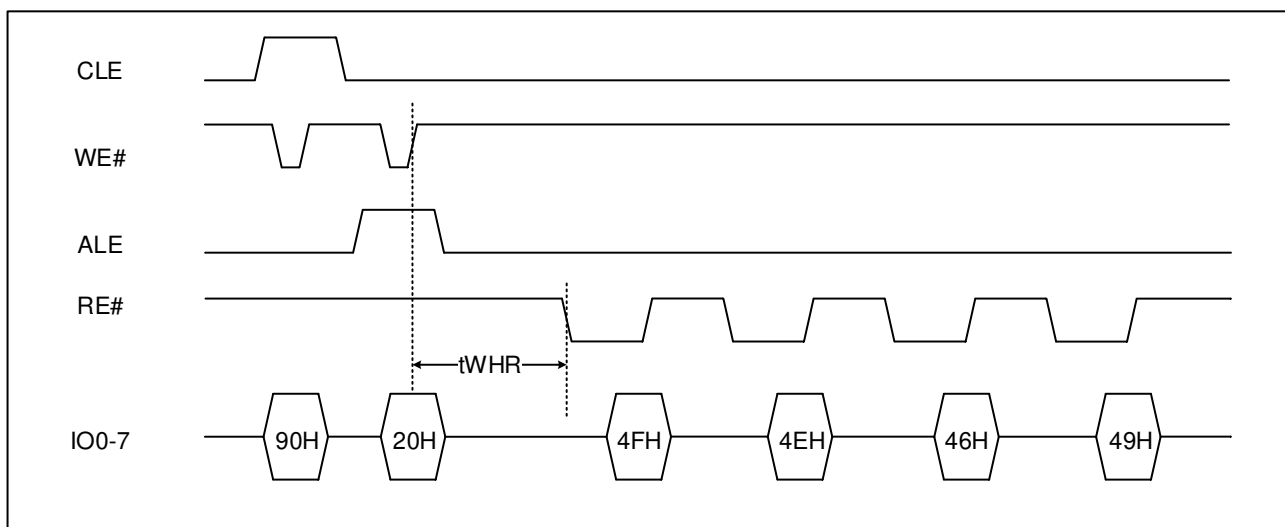 CLE
WE#
ALE
RE#
tWHR
IO0-7 90H 20H 4FH 4EH 46H 49H